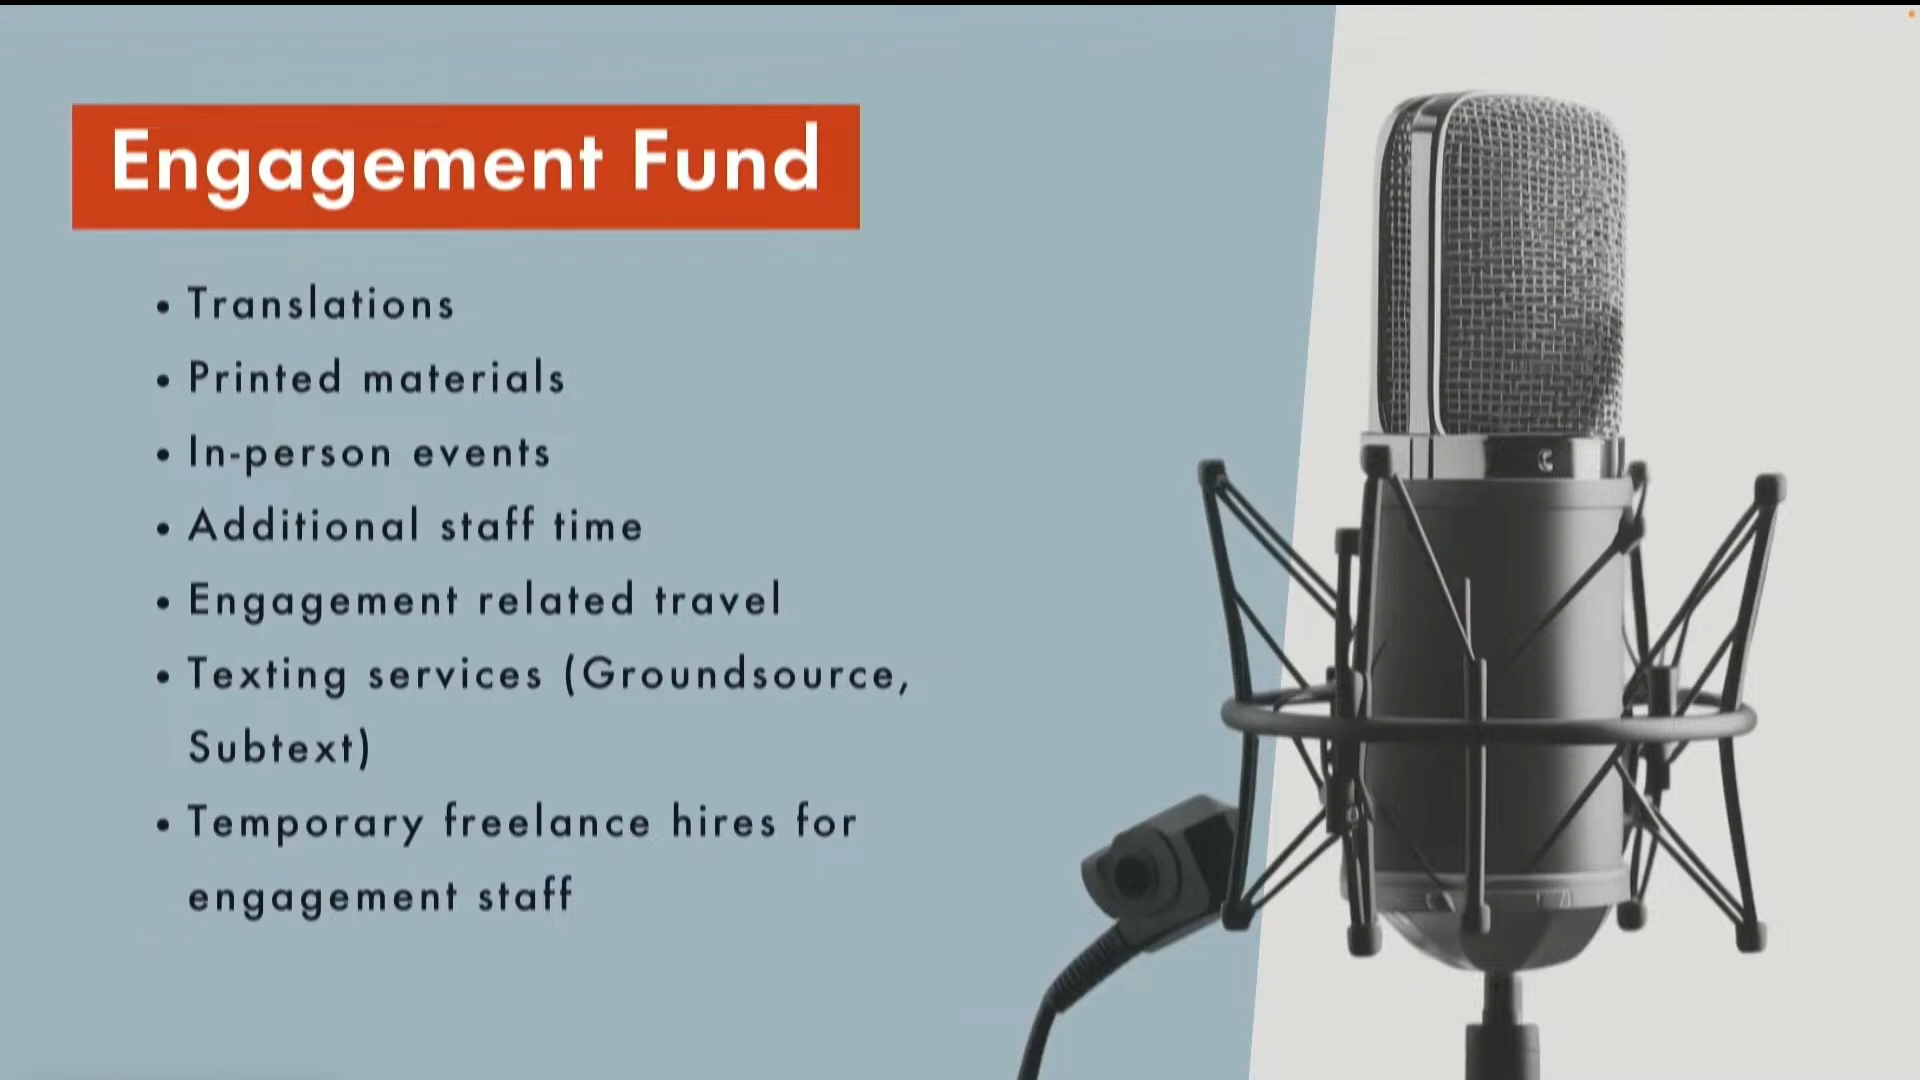 Engagement Fund
• Translations
• Printed materials
• In-person events
• Additional staff time
• Engagement related travel
• Texting services (Groundsource,
Subtext)
• Temporary freelance hires for
engagement staff